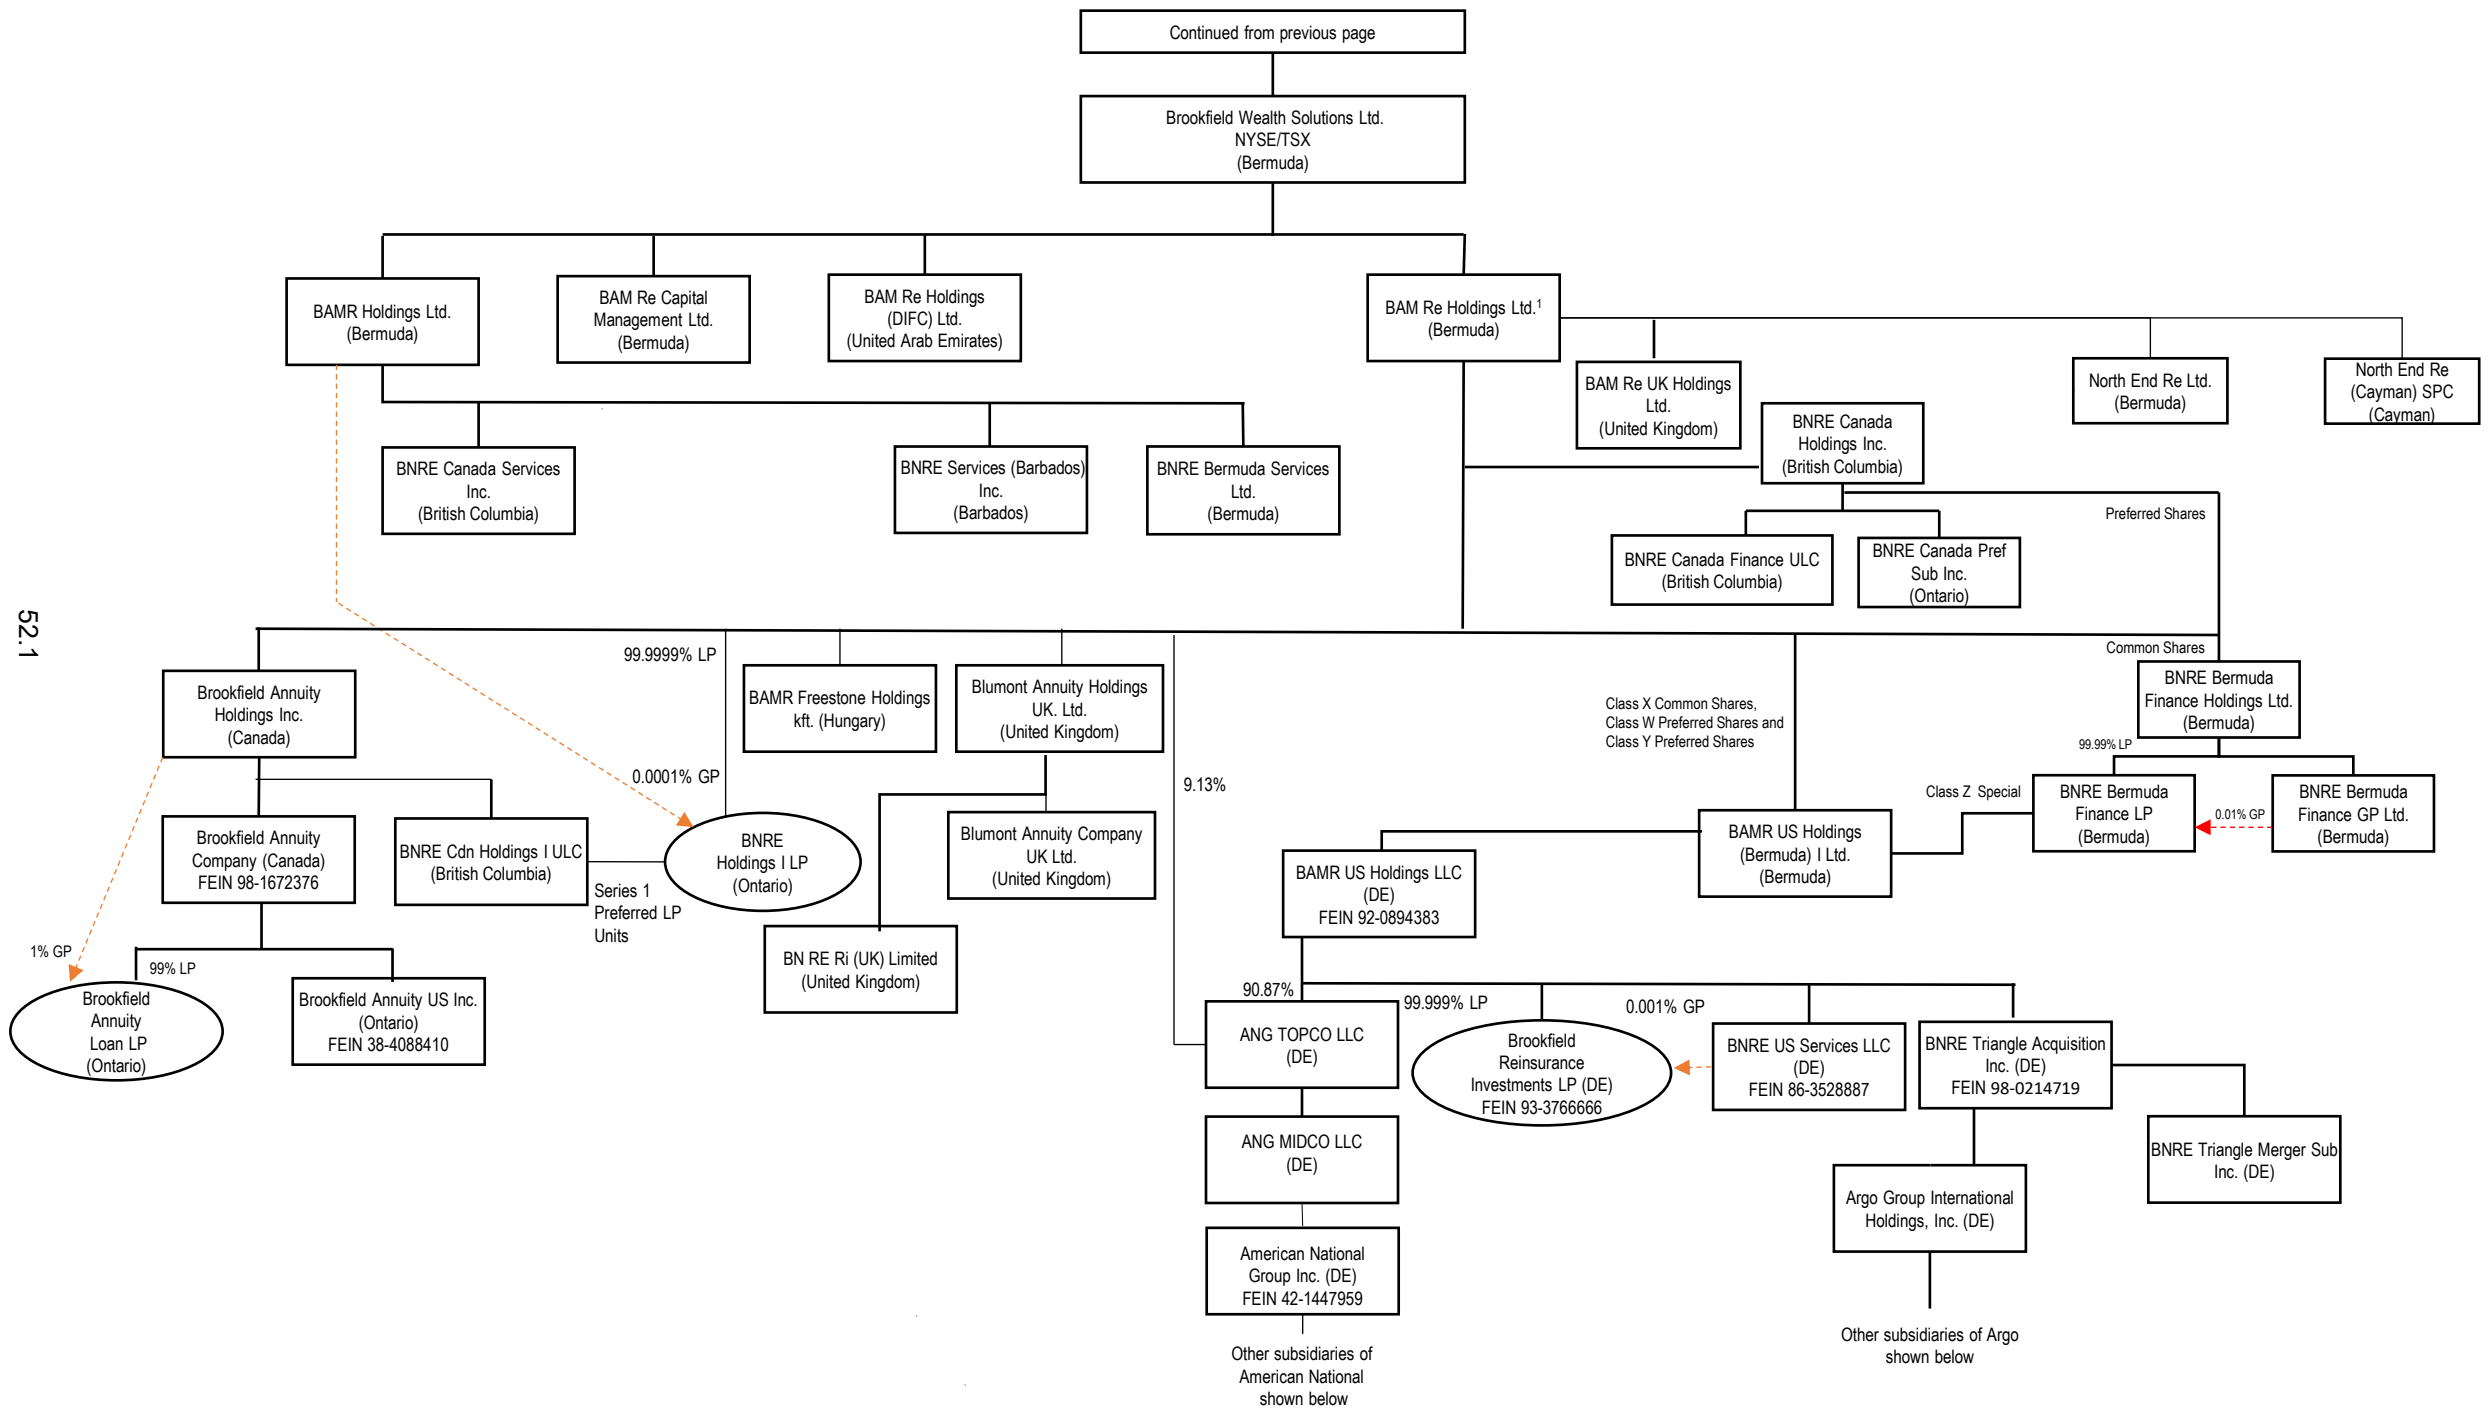 Continued from previous page
Brookfield Wealth Solutions Ltd.
NYSE/TSX
(Bermuda)
BAMR Holdings Ltd.
(Bermuda)
BAM Re Capital
Management Ltd.
(Bermuda)
BAM Re Holdings
(DIFC) Ltd.
(United Arab Emirates)
BAM Re Holdings Ltd.1
(Bermuda)
BAM Re UK Holdings
Ltd.
(United Kingdom)
North End Re Ltd.
(Bermuda)
North End Re
(Cayman) SPC
(Cayman)
BNRE Canada
Holdings Inc.
(British Columbia)
BNRE Canada Services
Inc.
(British Columbia)
BNRE Services (Barbados)
Inc.
(Barbados)
BNRE Bermuda Services
Ltd.
(Bermuda)
Preferred Shares
BNRE Canada Finance ULC
(British Columbia)
BNRE Canada Pref
Sub Inc.
(Ontario)
52.1
99.9999% LP
Common Shares
Brookfield Annuity
Holdings Inc.
(Canada)
BAMR Freestone Holdings
kft. (Hungary)
Blumont Annuity Holdings
UK. Ltd.
(United Kingdom)
Class X Common Shares,
Class W Preferred Shares and
Class Y Preferred Shares
BNRE Bermuda
Finance Holdings Ltd.
(Bermuda)
99.99% LP
0.0001% GP
9.13%
Class Z Special
BNRE Bermuda
Finance LP
(Bermuda)
0.01% GP
BNRE Bermuda
Finance GP Ltd.
(Bermuda)
Brookfield Annuity
Company (Canada)
FEIN 98-1672376
BNRE Cdn Holdings I ULC
(British Columbia)
Series 1
Preferred LP
Units
BNRE
Holdings I LP
(Ontario)
Blumont Annuity Company
UK Ltd.
(United Kingdom)
BAMR US Holdings
(Bermuda) I Ltd.
(Bermuda)
BAMR US Holdings LLC
(DE)
FEIN 92-0894383
1% GP
99% LP
BN RE Ri (UK) Limited
(United Kingdom)
Brookfield
Annuity
Loan LP
(Ontario)
Brookfield Annuity US Inc.
(Ontario)
FEIN 38-4088410
90.87%
99.999% LP
0.001% GP
ANG TOPCO LLC
(DE)
Brookfield
Reinsurance
Investments LP (DE)
FEIN 93-3766666
BNRE US Services LLC
(DE)
FEIN 86-3528887
BNRE Triangle Acquisition
Inc. (DE)
FEIN 98-0214719
ANG MIDCO LLC
(DE)
BNRE Triangle Merger Sub
Inc. (DE)
Argo Group International
Holdings, Inc. (DE)
American National
Group Inc. (DE)
FEIN 42-1447959
Other subsidiaries of Argo
shown below
Other subsidiaries of
American National
shown below